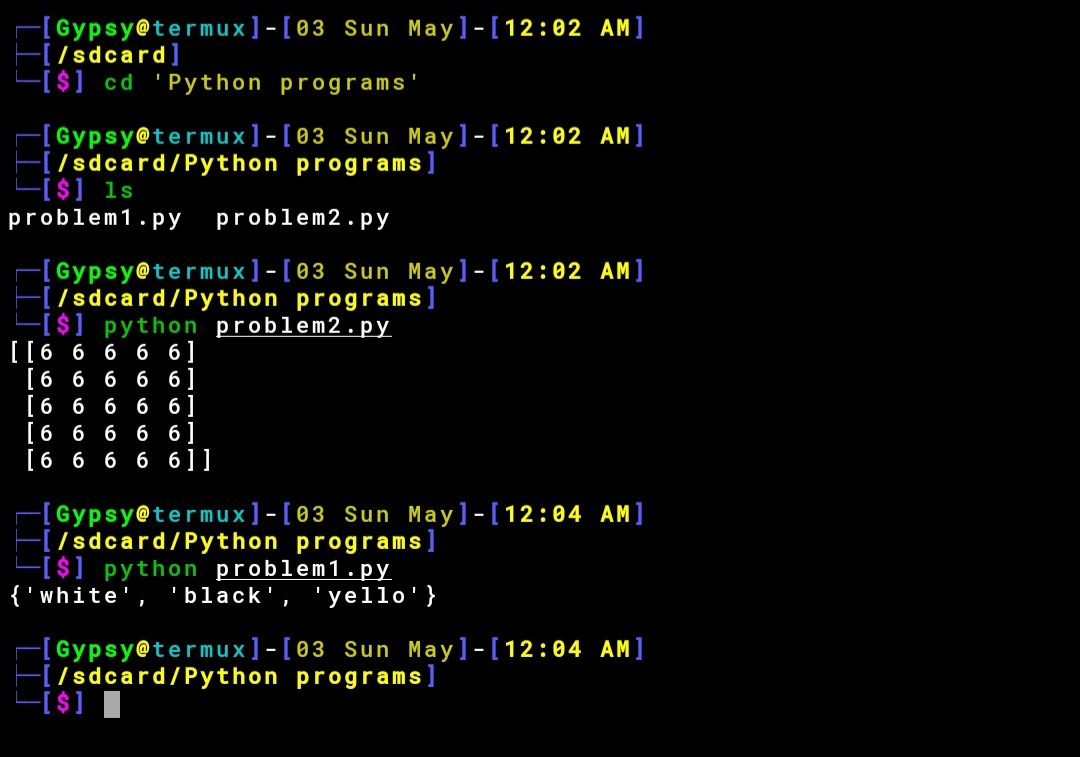 ┌─[Gypsy@termux]-[03 Sun May]-[12:02 AM]
├─[/sdcard]
└─[$] cd 'Python programs'
┌─[Gypsy@termux]-[03 Sun May]-[12:02 AM]
├─[/sdcard/Python programs]
└─[$] ls
problem1.py  problem2.py
┌─[Gypsy@termux]-[03 Sun May]-[12:02 AM]
├─[/sdcard/Python programs]
└─[$] python problem2.py
[[6 6 6 6 6]
 [6 6 6 6 6]
 [6 6 6 6 6]
 [6 6 6 6 6]
 [6 6 6 6 6]]
┌─[Gypsy@termux]-[03 Sun May]-[12:04 AM]
├─[/sdcard/Python programs]
└─[$] python problem1.py
{'white', 'black', 'yello'}
┌─[Gypsy@termux]-[03 Sun May]-[12:04 AM]
├─[/sdcard/Python programs]
└─[$]